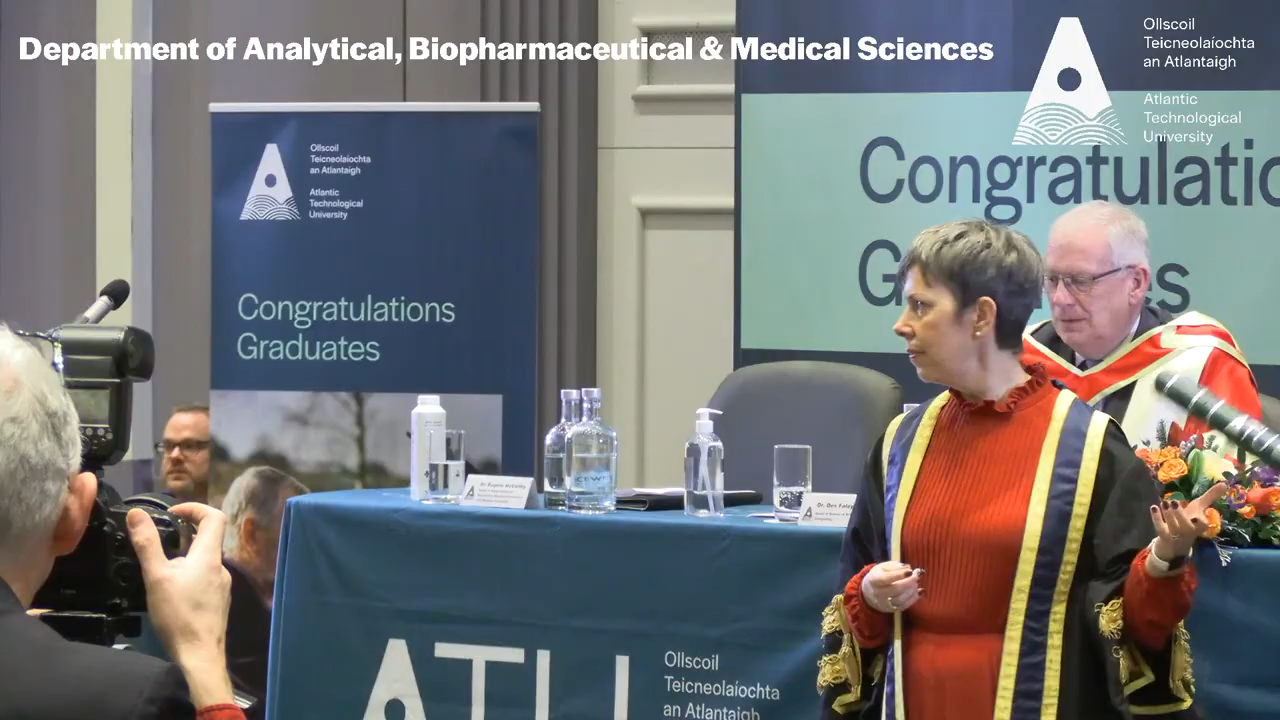 Department of Analytical, Biopharmaceutical & Medical Sciences
Ollscoil
Teicneolaíochta
an Atlantaigh
Atlantic
Technological
University
Ollscoil
Teicneolaíochta
an Atlantaigh
Atlantic
Technological
University
Congratulations
Graduates
Congratulatio
G
es
Dr Eugene McCarthy
Dr. Des Foley
ATU
Ollscoil
Teicneolaíochta
an Atlantaigh